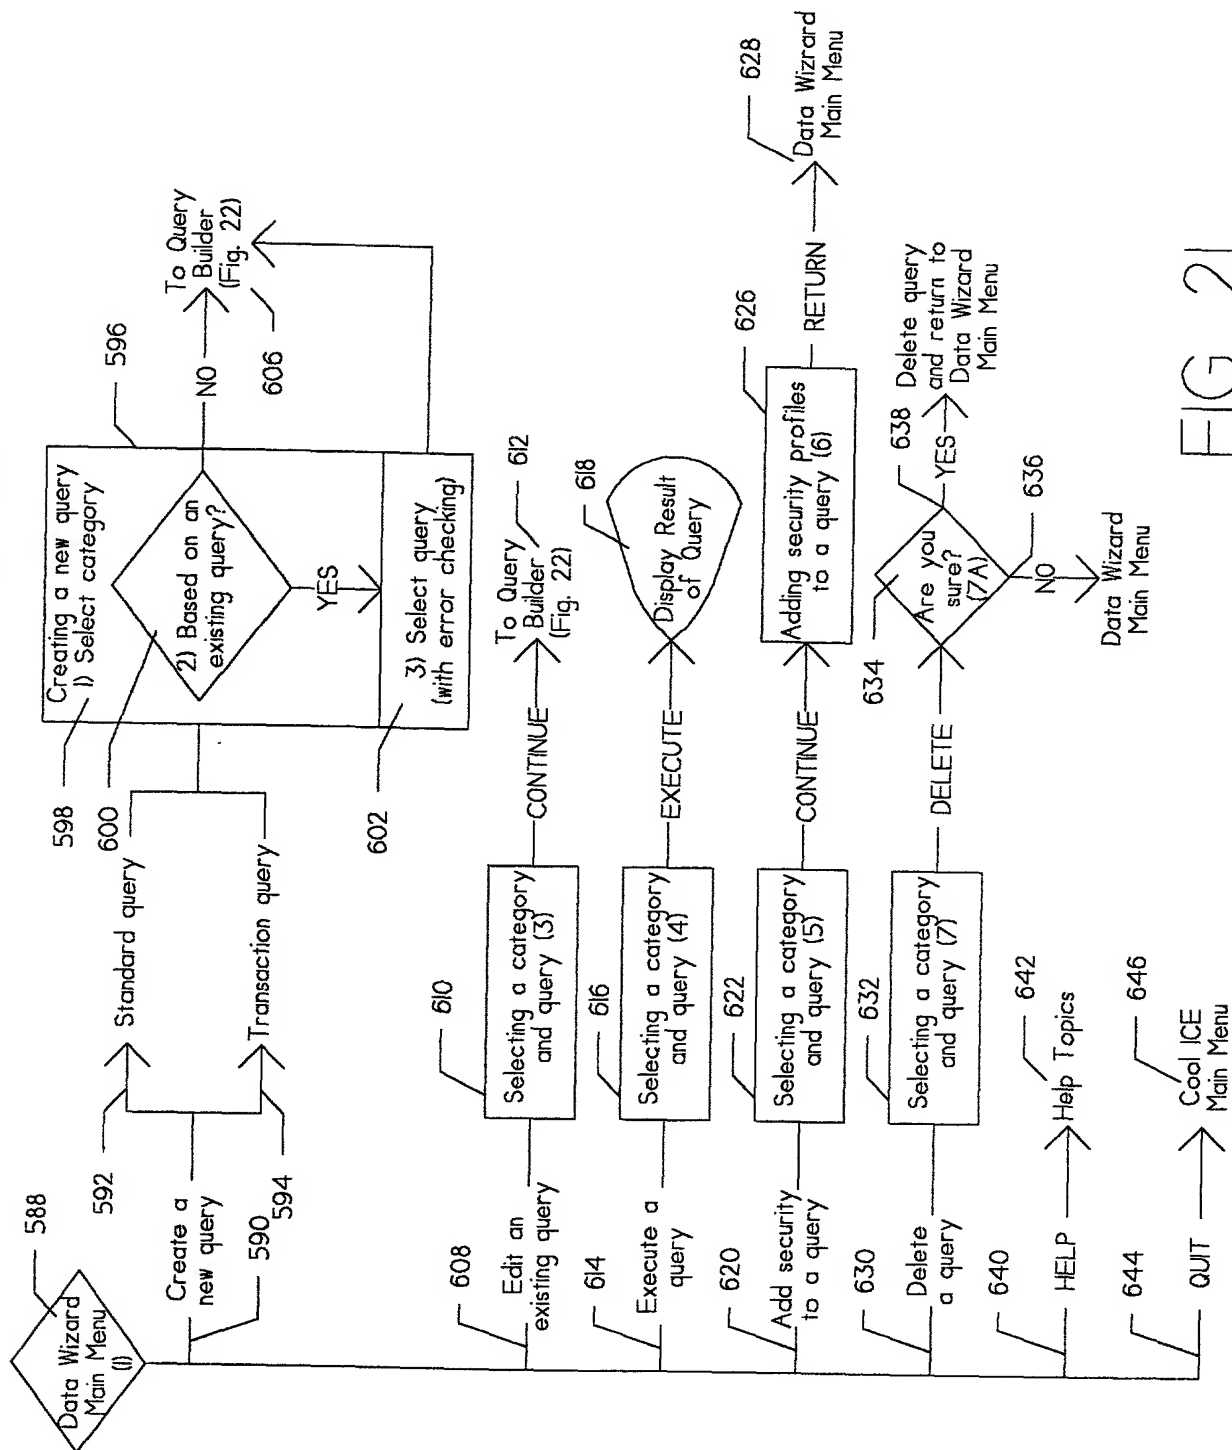 588
Data Wizard
Main Menu
(1)
592
Standard query
Create a
new query
590
594
Transaction query
598
600
602
596
Creating a new query
1) Select category
2) Based on an
existing query?
YES
3) Select query
(with error checking)
NO
606
To Query
Builder
(Fig. 22)
608
Edit an
existing query
610
Selecting a category
and query (3)
CONTINUE
612
To Query
Builder
(Fig. 22)
614
Execute a
query
616
Selecting a category
and query (4)
EXECUTE
618
Display Result
of Query
620
Add security
to a query
622
Selecting a category
and query (5)
CONTINUE
626
Adding security profiles
to a query (6)
RETURN
628
Data Wizrard
Main Menu
630
Delete
a query
632
Selecting a category
and query (7)
DELETE
634
Are you
sure?
(7A)
638
YES
Delete query
and return to
Data Wizard
Main Menu
636
NO
Data Wizard
Main Menu
640
HELP
642
Help Topics
644
QUIT
646
Cool ICE
Main Menu
FIG. 21